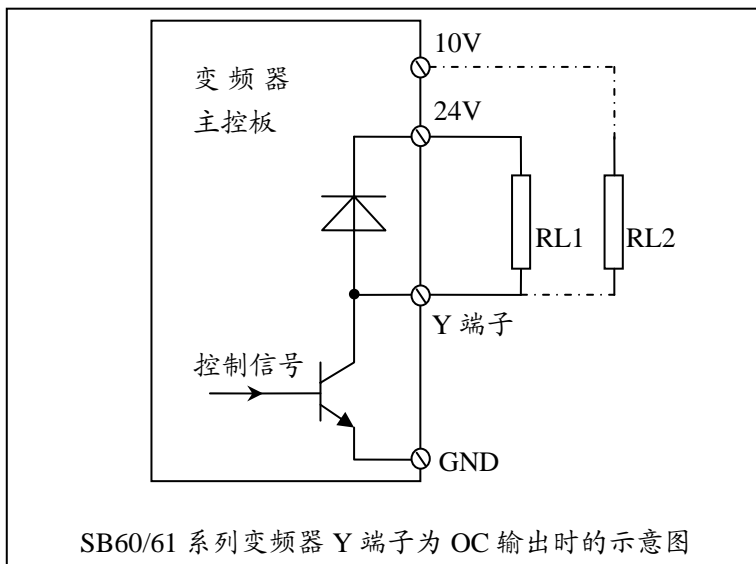 10V
变 频 器
主控板
24V
RL1
RL2
Y 端子
控制信号
GND
SB60/61 系列变频器 Y 端子为 OC 输出时的示意图